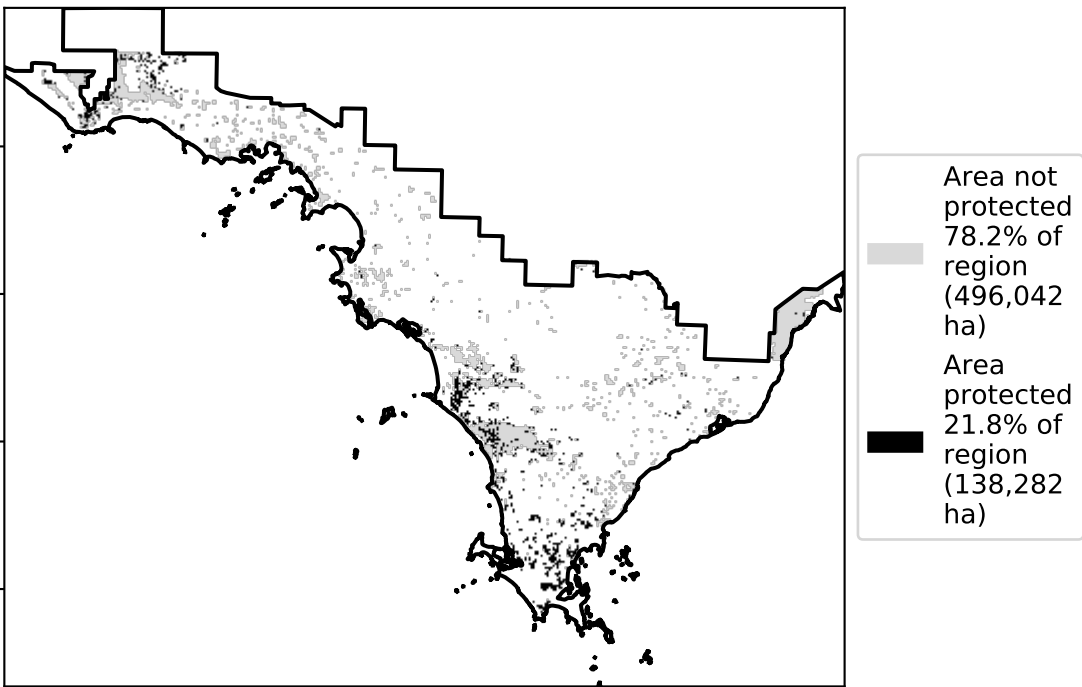 Area not
protected
78.2% of
region
(496,042
ha)
Area
protected
21.8% of
region
(138,282
ha)